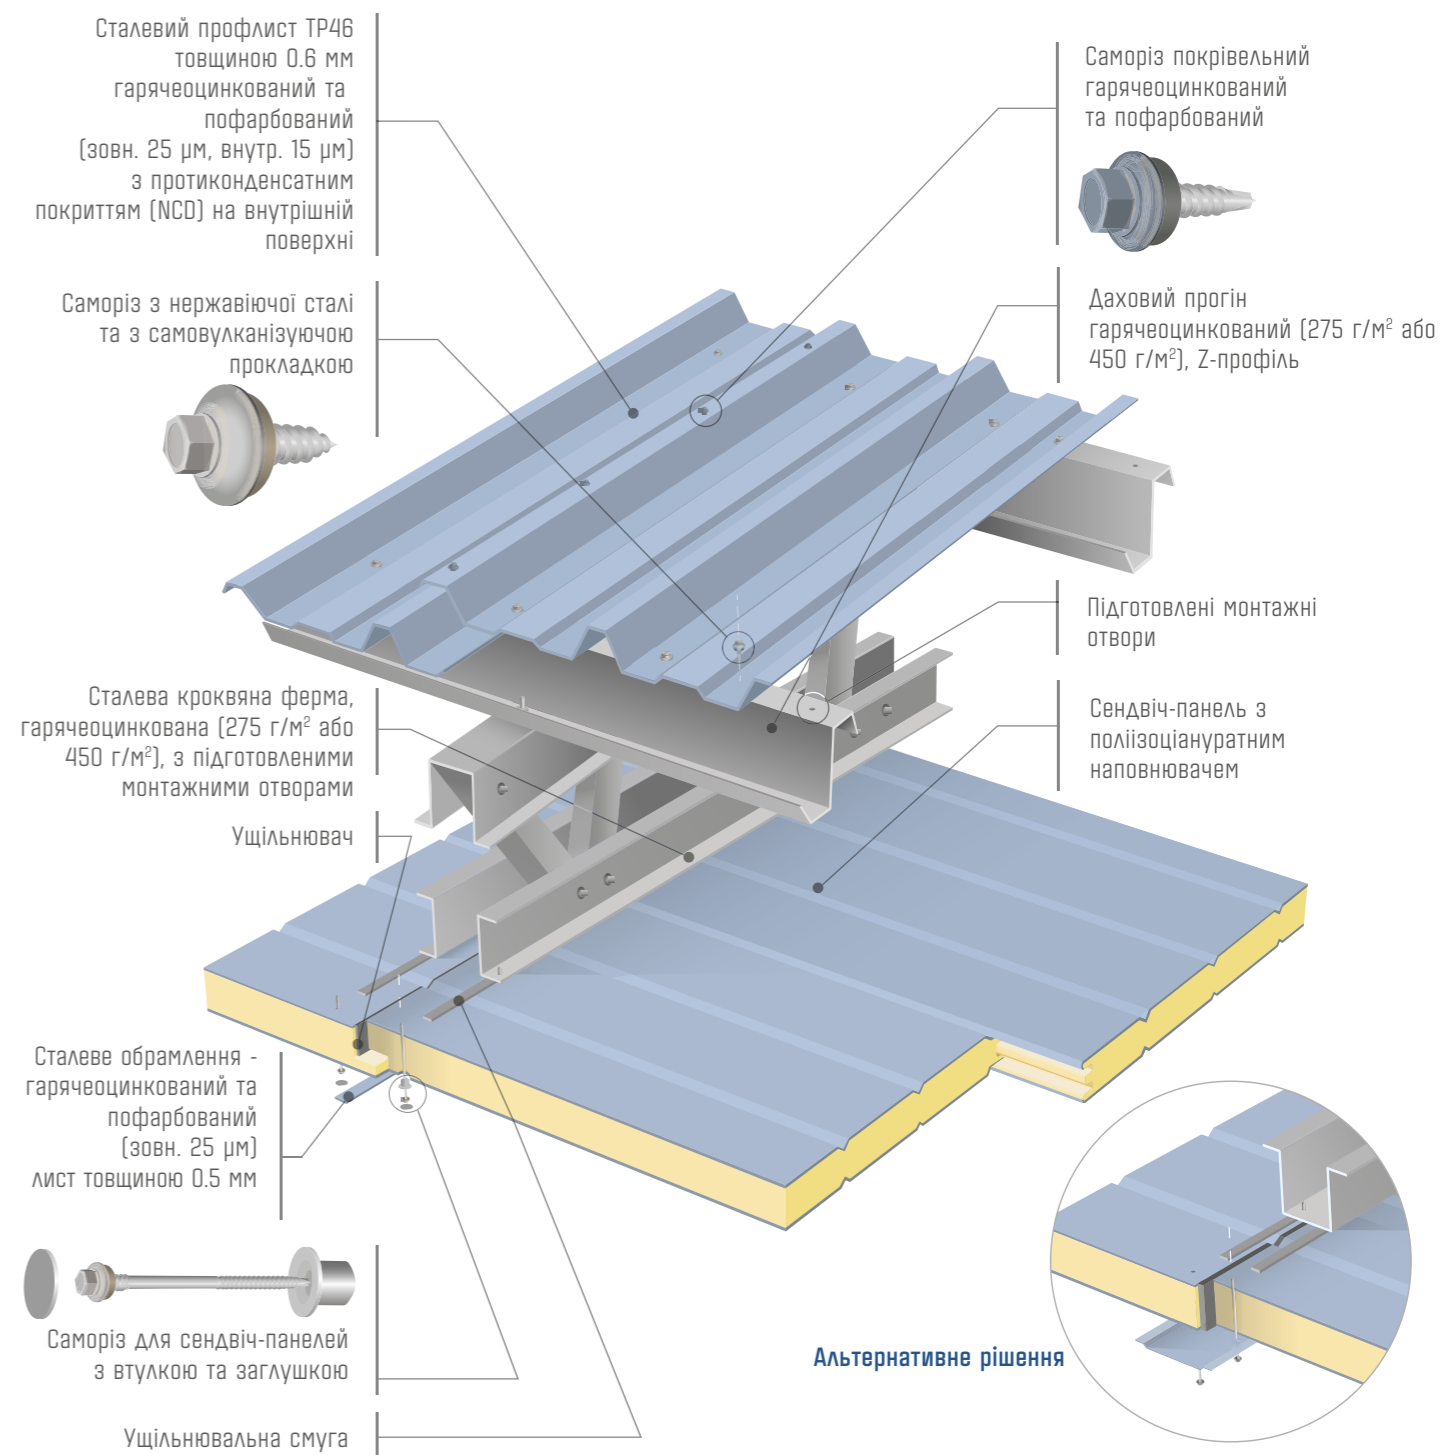 Сталевий профлист ТР46
товщиною 0.6 мм
гарячеоцинкований та
пофарбований
(зовн. 25 μм, внутр. 15 μм)
з протиконденсатним
покриттям (NCD) на внутрішній
поверхні
Саморіз з нержавіючої сталі
та з самовулканізуючою
прокладкою
Сталева кроквяна ферма,
гарячеоцинкована (275 г/м² або
450 г/м²), з підготовленими
монтажними отворами
Ущільнювач
Сталеве обрамлення -
гарячеоцинкований та
пофарбований
(зовн. 25 μм)
лист товщиною 0.5 мм
Саморіз для сендвіч-панелей
з втулкою та заглушкою
Ущільнювальна смуга
Саморіз покрівельний
гарячеоцинкований
та пофарбований
Даховий прогін
гарячеоцинкований (275 г/м² або
450 г/м²), Z-профіль
Підготовлені монтажні
отвори
Сендвіч-панель з
поліізоціануратним
наповнювачем
Альтернативне рішення